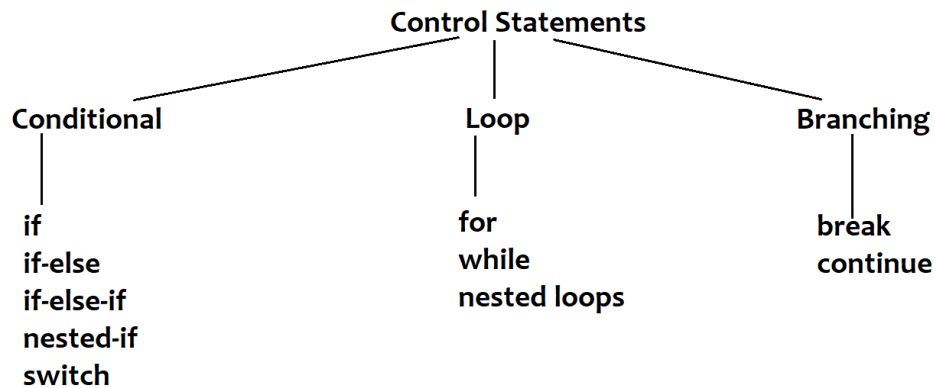 Control Statements
Conditional
Loop
Branching
if
if-else
if-else-if
nested-if
switch
for
while
nested loops
break
continue